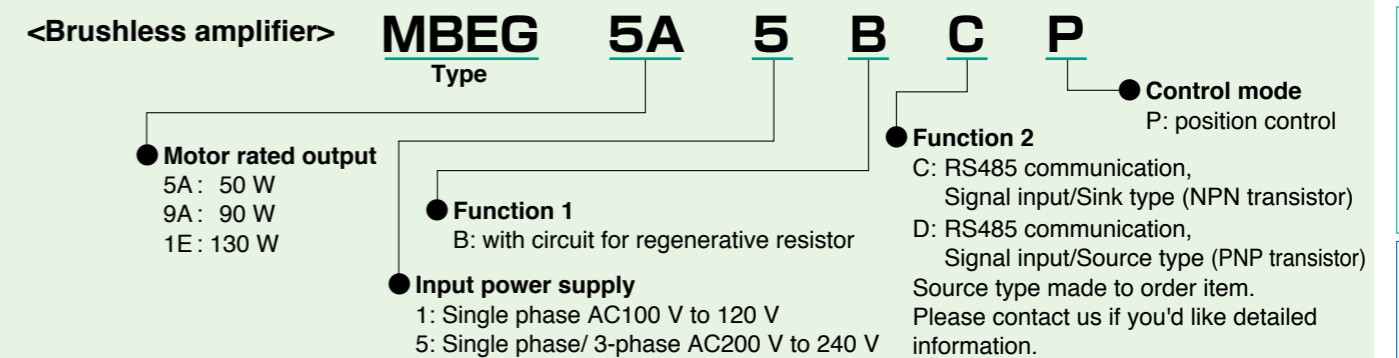 <Brushless amplifier> MBEG 5A 5 B C P
Type
Control mode
P: position control
Function 2
C: RS485 communication,
Signal input/Sink type (NPN transistor)
D: RS485 communication,
Signal input/Source type (PNP transistor)
Source type made to order item.
Please contact us if you'd like detailed
information.
Motor rated output
5A: 50 W
9A: 90 W
1E: 130 W
Function 1
B: with circuit for regenerative resistor
Input power supply
1: Single phase AC100 V to 120 V
5: Single phase/ 3-phase AC200 V to 240 V